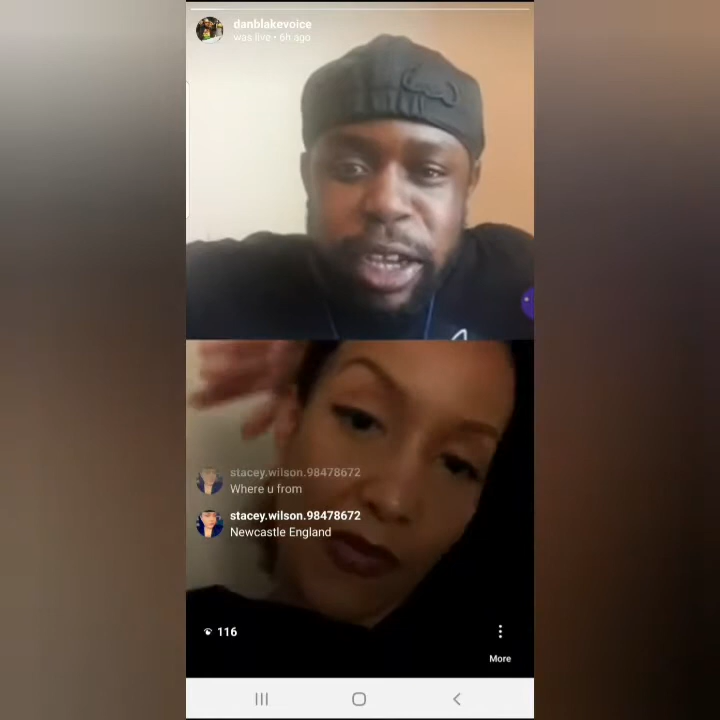 danblakevoice
was live • 6h ago
stacey.wilson.98478672
Where u from
stacey.wilson.98478672
Newcastle England
116
More